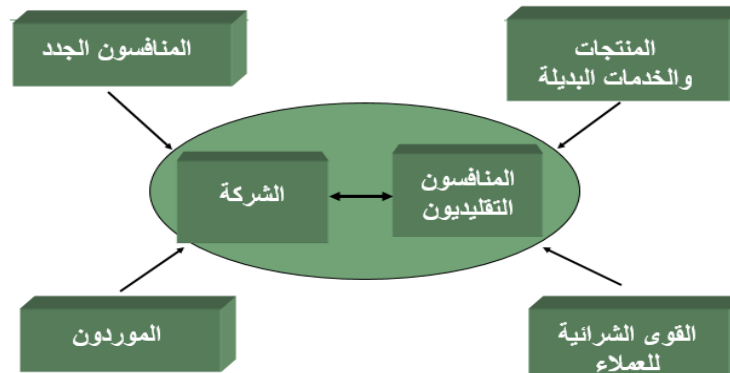 المنافسون الجدد
المنتجات
والخدمات البديلة
الشركة
المنافسون
التقليديون
الموردون
القوى الشرائية
للعملاء